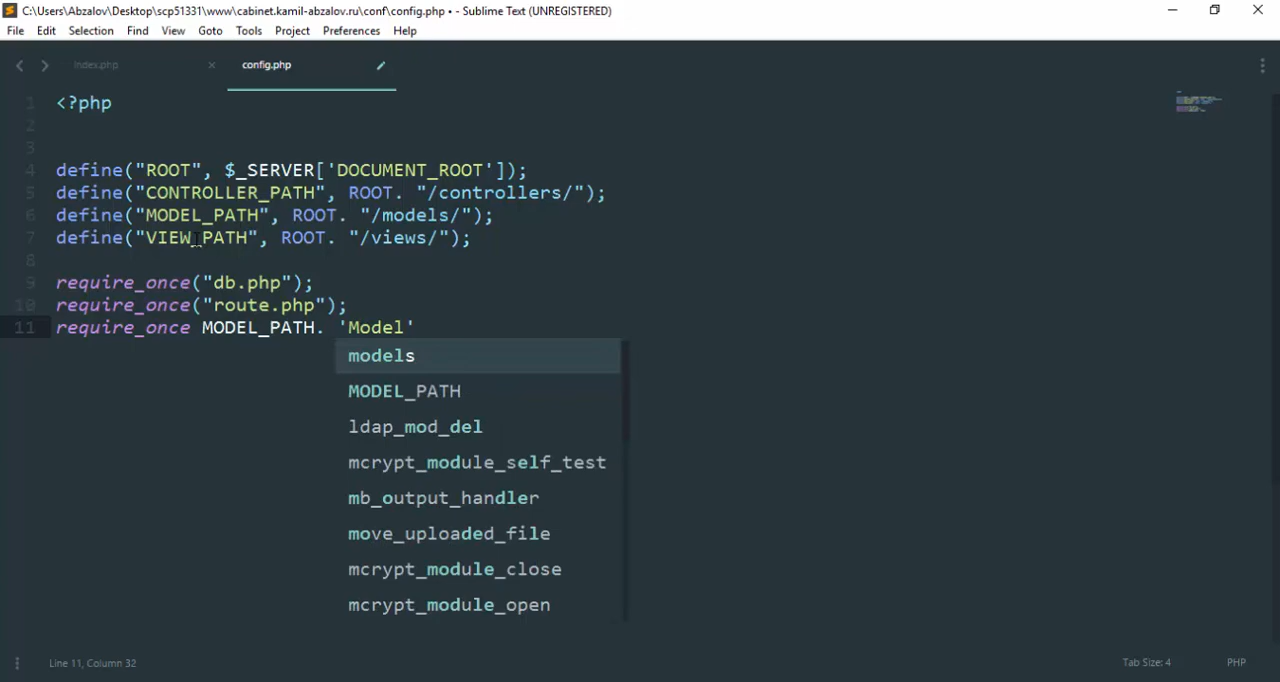 C:\Users\Abzalov\Desktop\scp51331\www\cabinet.kamil-abzalov.ru\conf\config.php • - Sublime Text (UNREGISTERED)
File Edit Selection Find View Goto Tools Project Preferences Help
index.php config.php
1 <?php
2
3
4 define("ROOT", $_SERVER['DOCUMENT_ROOT']);
5 define("CONTROLLER_PATH", ROOT. "/controllers/");
6 define("MODEL_PATH", ROOT. "/models/");
7 define("VIEW_PATH", ROOT. "/views/");
8
9 require_once("db.php");
10 require_once("route.php");
11 require_once MODEL_PATH. 'Model'
models
MODEL_PATH
ldap_mod_del
mcrypt_module_self_test
mb_output_handler
move_uploaded_file
mcrypt_module_close
mcrypt_module_open
Line 11, Column 32 Tab Size: 4 PHP